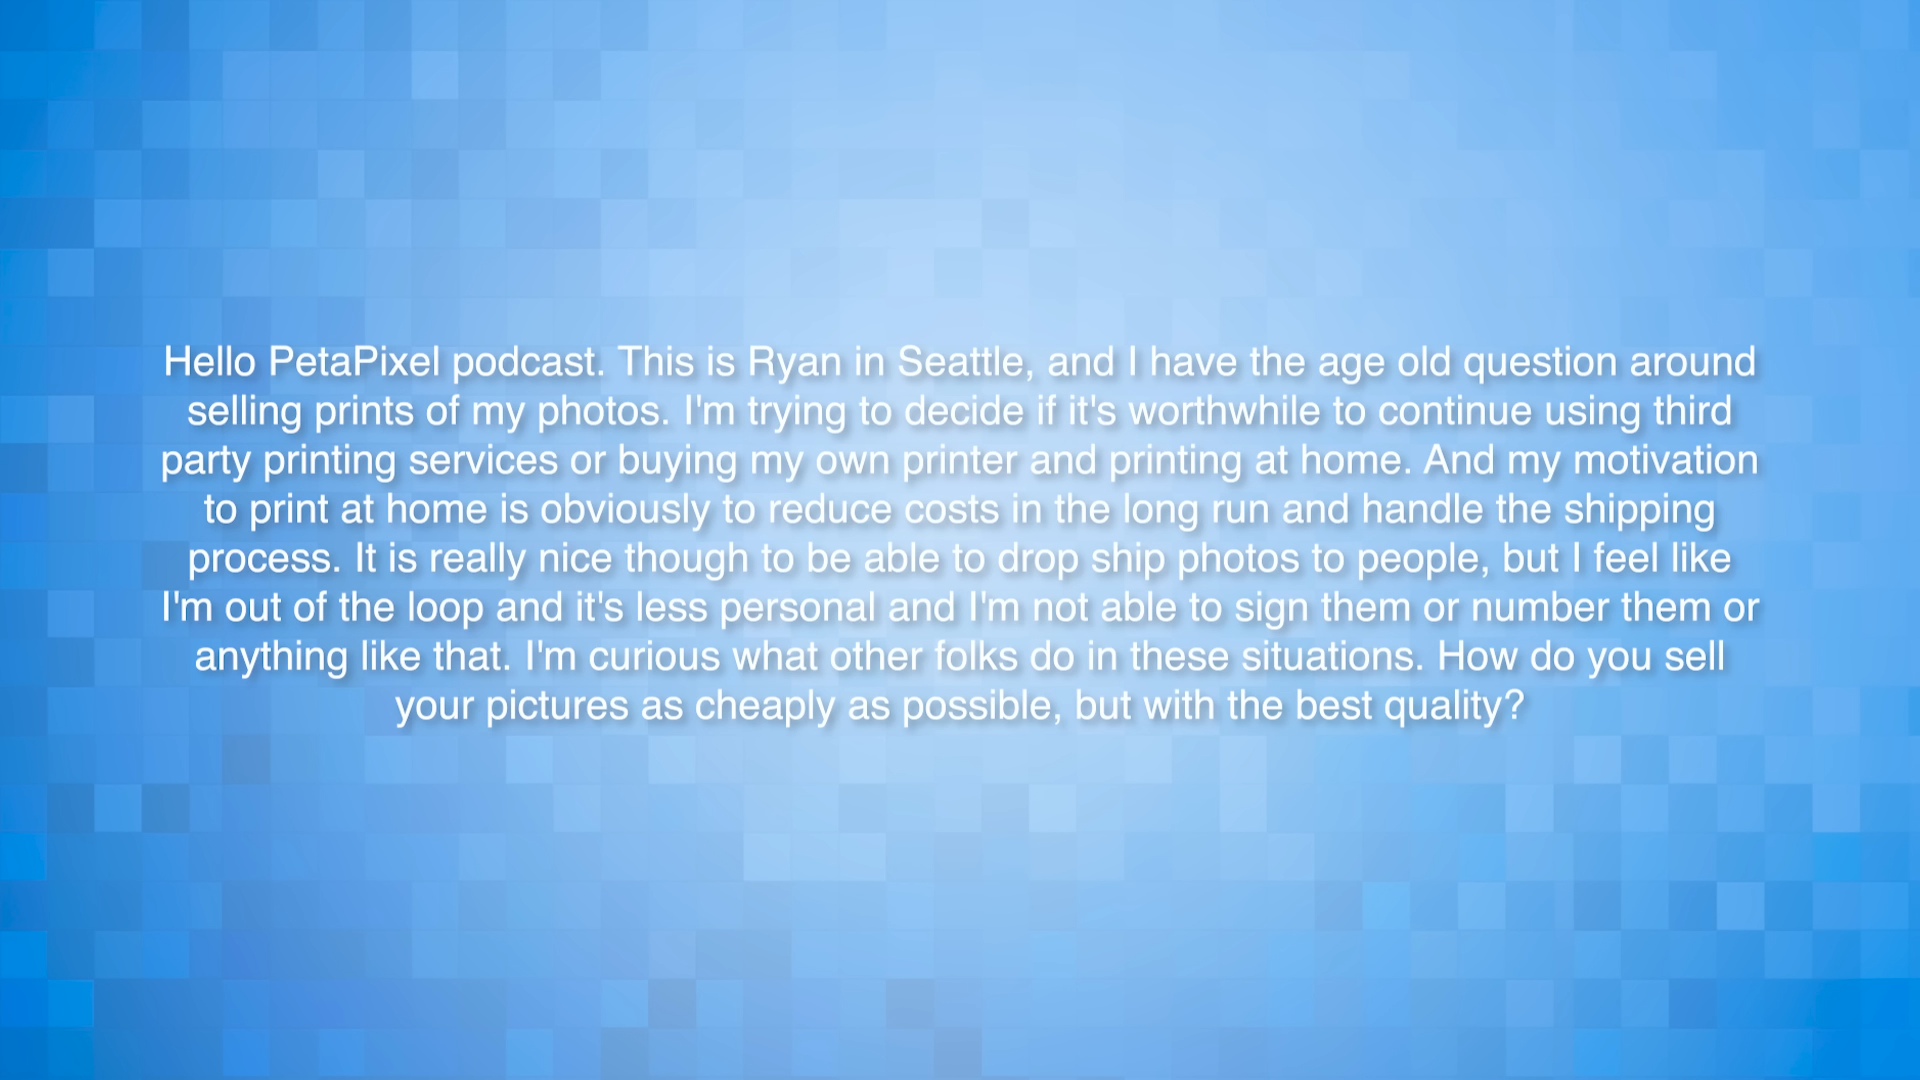 Hello PetaPixel podcast. This is Ryan in Seattle, and I have the age old question around
selling prints of my photos. I'm trying to decide if it's worthwhile to continue using third
party printing services or buying my own printer and printing at home. And my motivation
to print at home is obviously to reduce costs in the long run and handle the shipping
process. It is really nice though to be able to drop ship photos to people, but I feel like
I'm out of the loop and it's less personal and I'm not able to sign them or number them or
anything like that. I'm curious what other folks do in these situations. How do you sell
your pictures as cheaply as possible, but with the best quality?